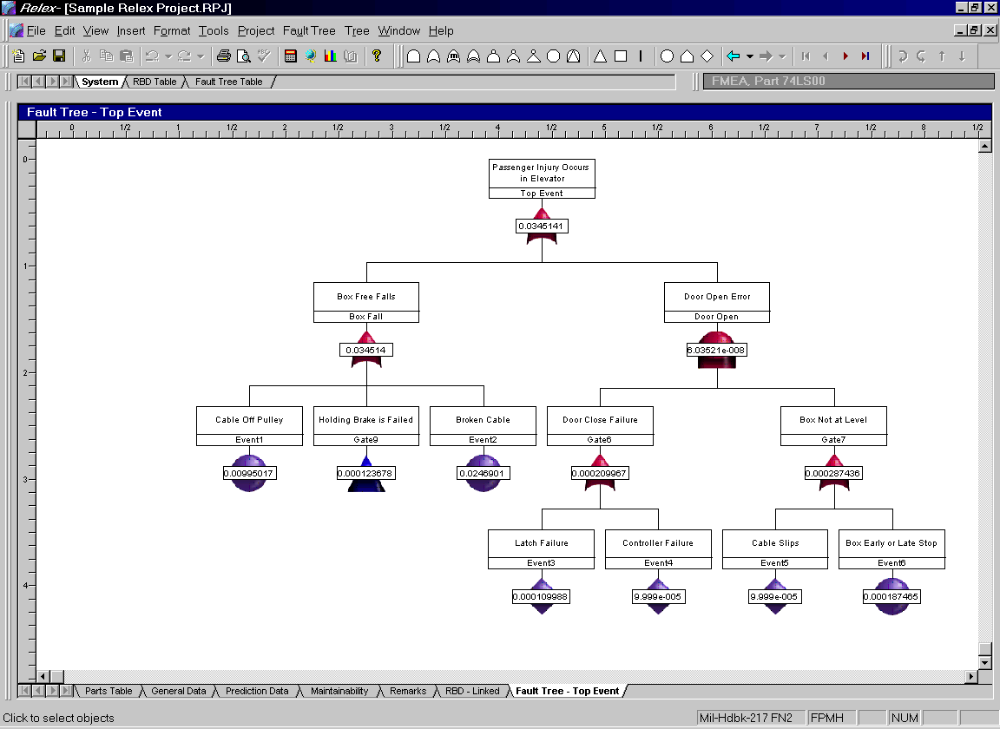 Relex- [Sample Relex Project.RPJ]
File Edit View Insert Format Tools Project Fault Tree Tree Window Help
System RBD Table Fault Tree Table
FMEA, Part 74LS00
Fault Tree - Top Event
0 1/2 1 1/2 2 1/2 3 1/2 4 1/2 5 1/2 6 1/2 7 1/2 8 1/2
0
1
2
3
4
Passenger Injury Occurs
in Elevator
Top Event
0.0345141
Box Free Falls
Box Fall
0.034514
Door Open Error
Door Open
6.03521e-008
Cable Off Pulley
Event1
0.00995017
Holding Brake is Failed
Gate9
0.000123678
Broken Cable
Event2
0.0246901
Door Close Failure
Gate6
0.000209967
Box Not at Level
Gate7
0.000287436
Latch Failure
Event3
0.000109988
Controller Failure
Event4
9.999e-005
Cable Slips
Event5
9.999e-005
Box Early or Late Stop
Event6
0.000187465
Parts Table General Data Prediction Data Maintainability Remarks RBD - Linked Fault Tree - Top Event
Click to select objects
Mil-Hdbk-217 FN2 FPMH NUM